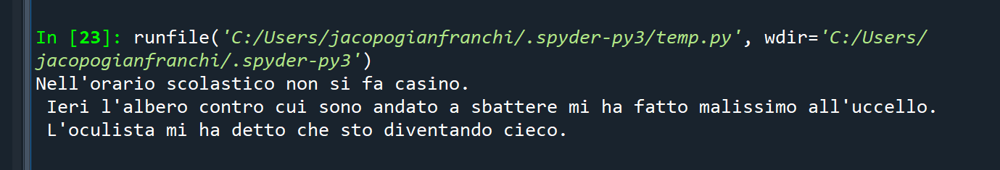 In [23]: runfile('C:/Users/jacopogianfranchi/.spyder-py3/temp.py', wdir='C:/Users/
jacopogianfranchi/.spyder-py3')
Nell'orario scolastico non si fa casino.
 Ieri l'albero contro cui sono andato a sbattere mi ha fatto malissimo all'uccello.
 L'oculista mi ha detto che sto diventando cieco.